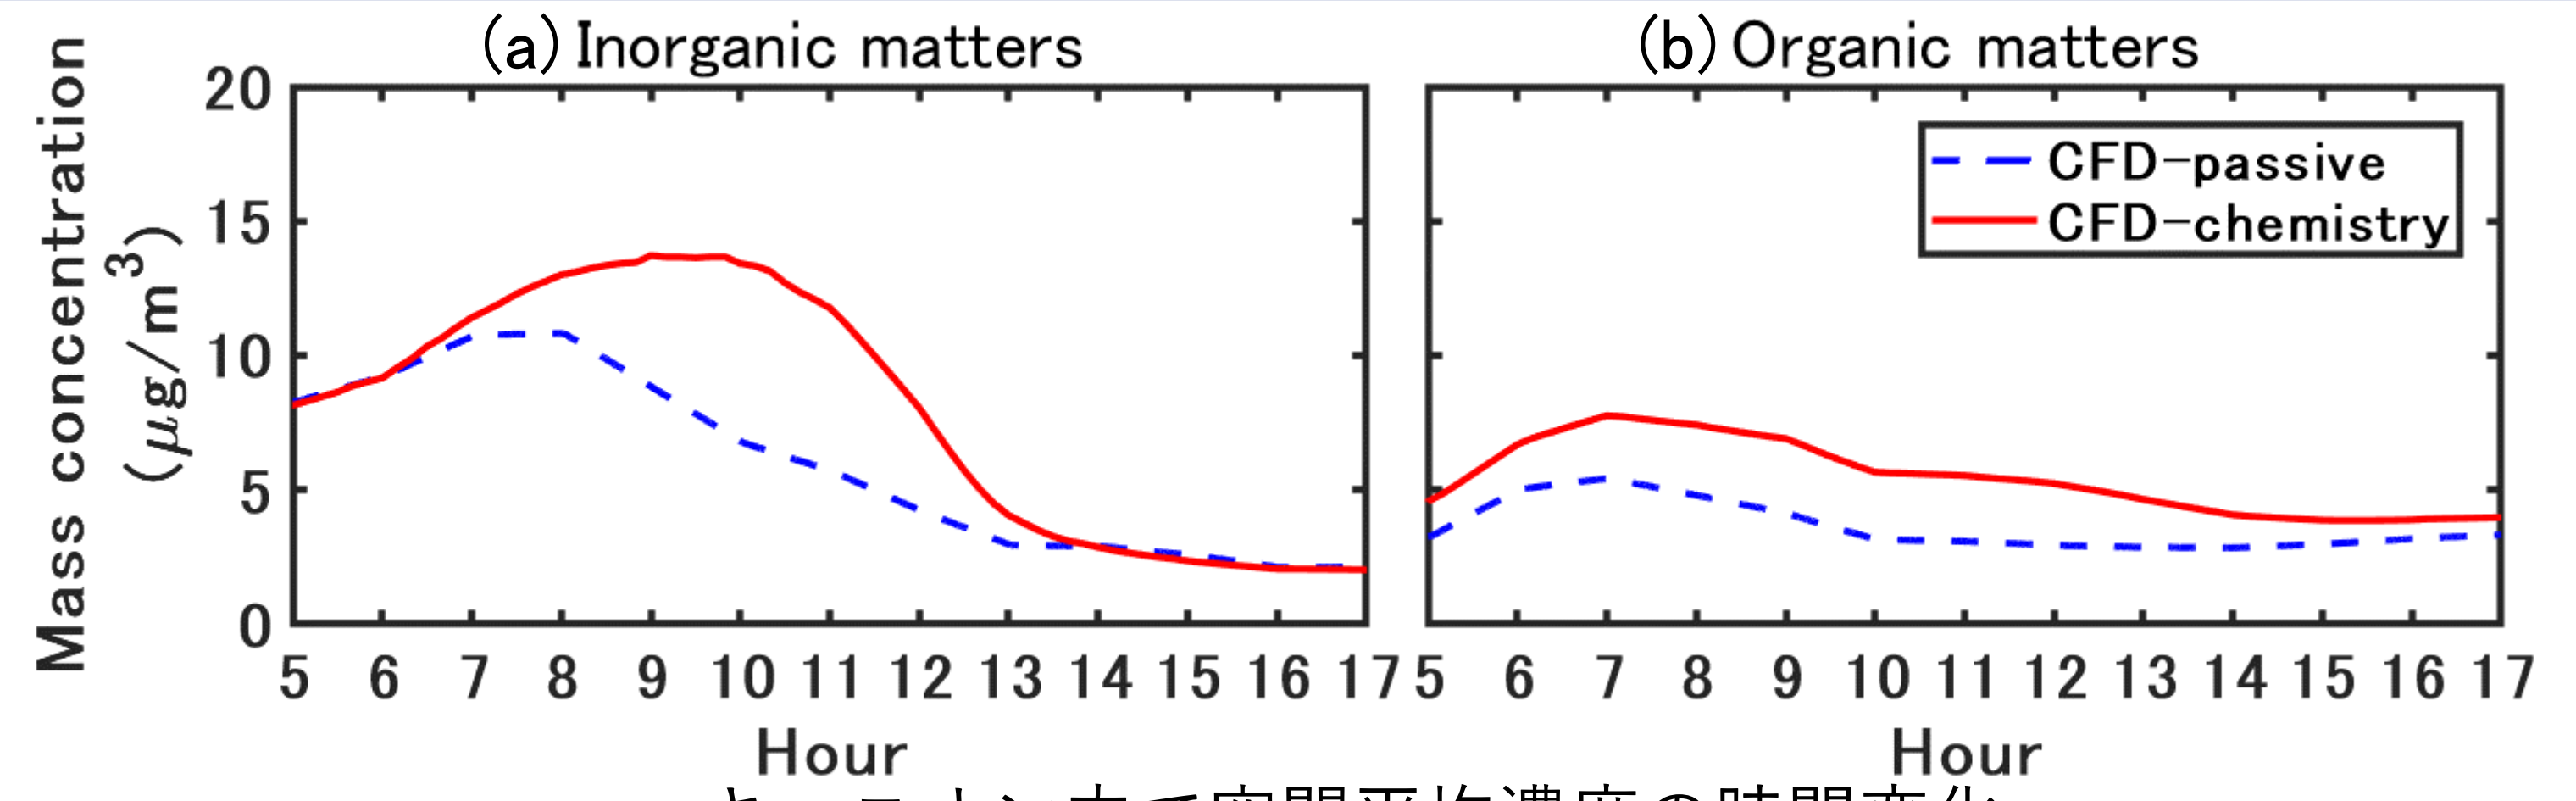 (a) Inorganic matters
(b) Organic matters
Mass concentration
(μg/m³)
20
15
10
5
0
CFD-passive
CFD-chemistry
5 6 7 8 9 10 11 12 13 14 15 16 17
5 6 7 8 9 10 11 12 13 14 15 16 17
Hour
Hour